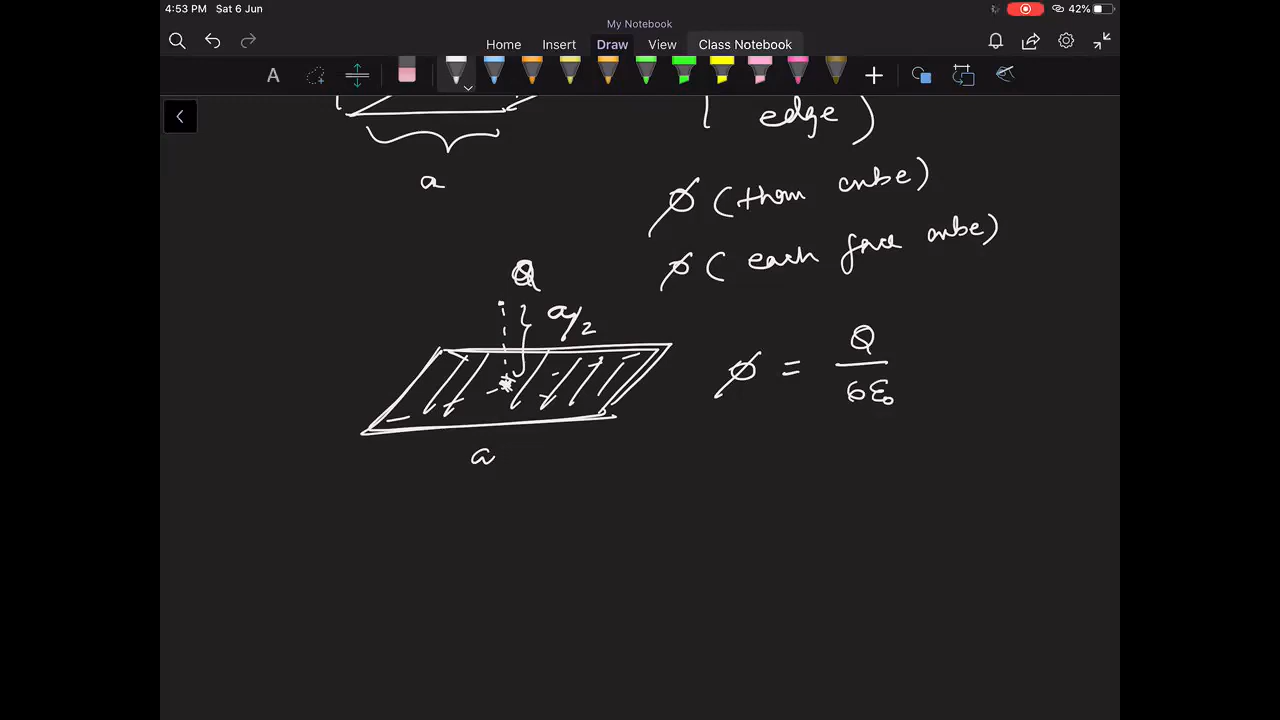 4:53 PM Sat 6 Jun
42%
My Notebook
Home Insert Draw View Class Notebook
A
edge )
a
ϕ (thom cube)
ϕ ( each face cube)
Q
a/2
ϕ = Q / 6ε₀
a